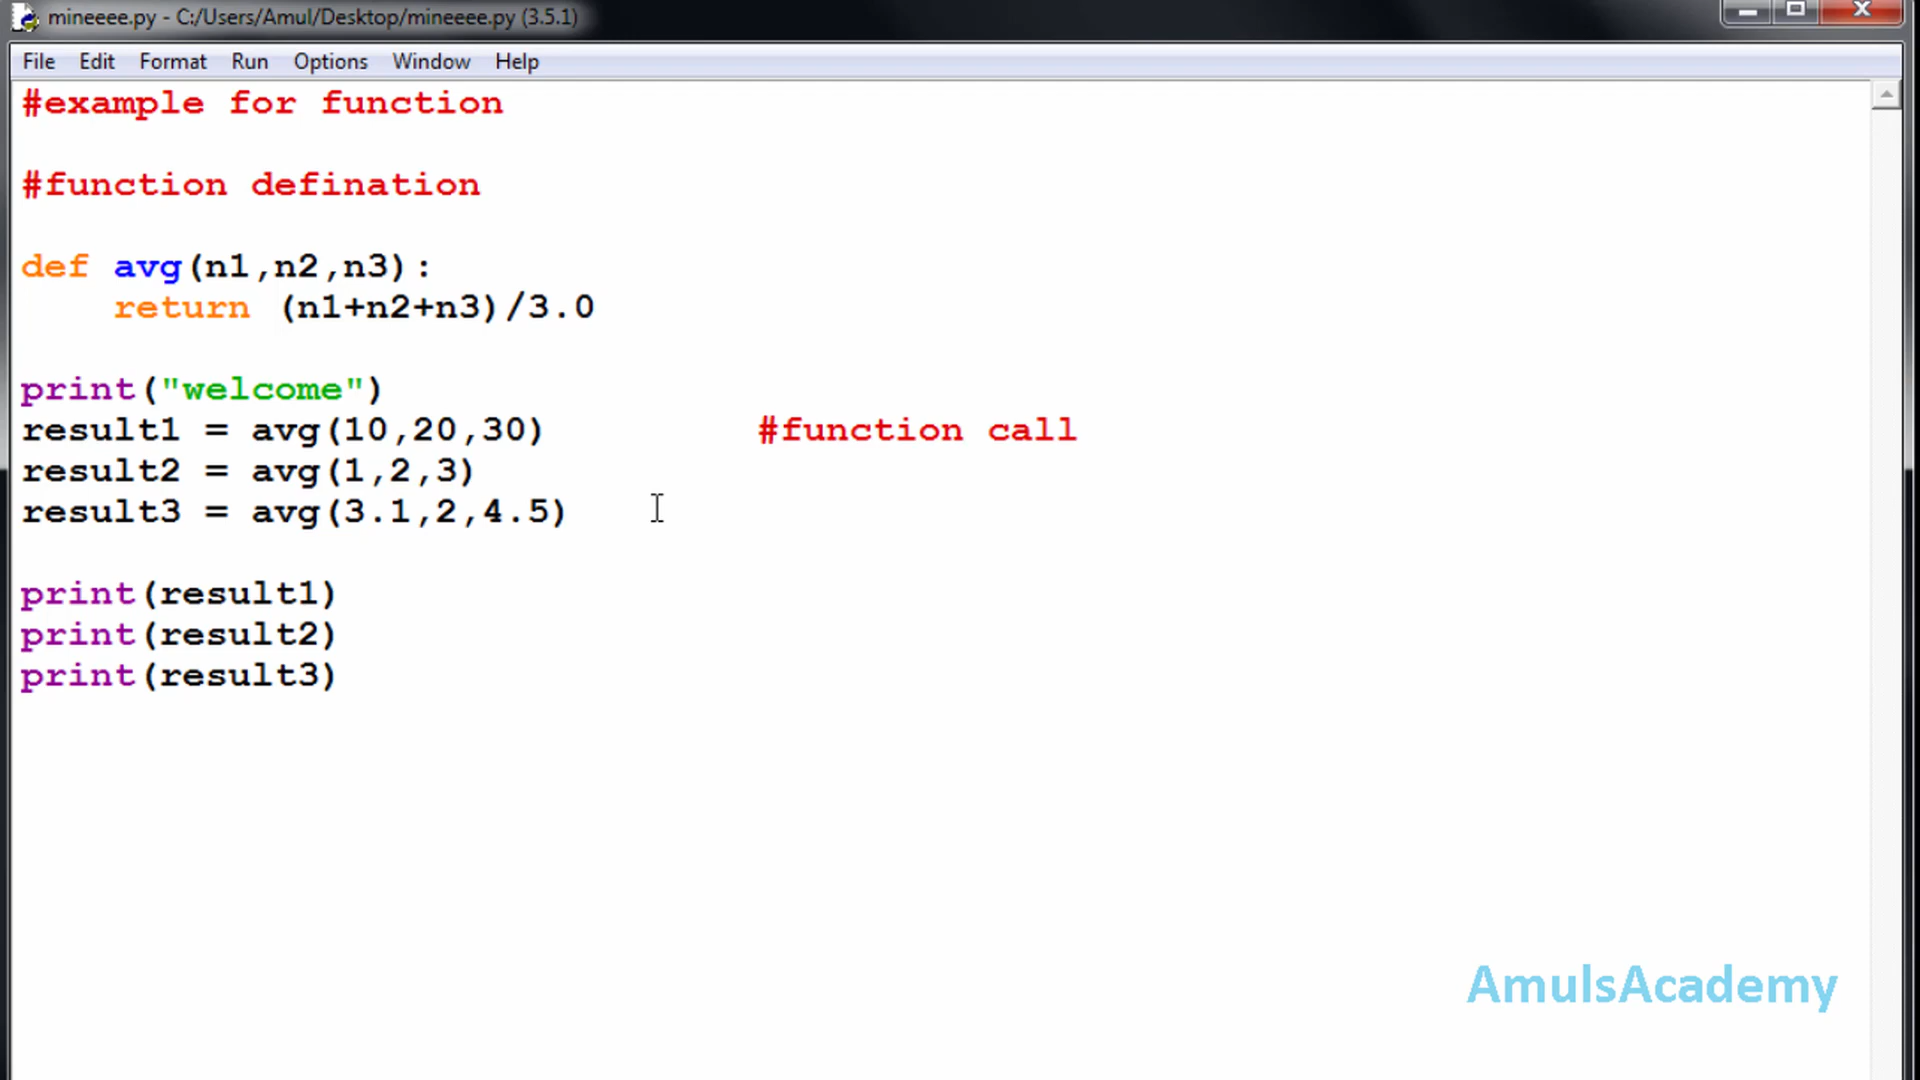 mineeee.py - C:/Users/Amul/Desktop/mineeee.py (3.5.1)
File Edit Format Run Options Window Help
#example for function
#function defination
def avg(n1,n2,n3):
    return (n1+n2+n3)/3.0
print("welcome")
result1 = avg(10,20,30) #function call
result2 = avg(1,2,3)
result3 = avg(3.1,2,4.5)
print(result1)
print(result2)
print(result3)
AmulsAcademy